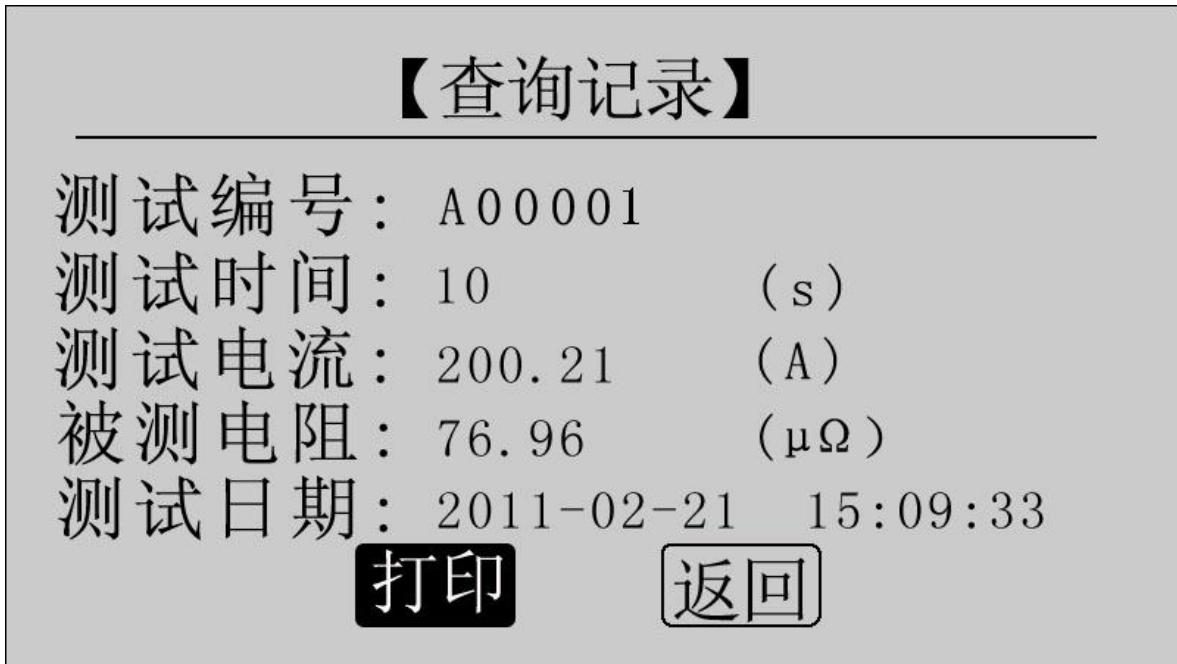 【查询记录】
测试编号: A00001
测试时间: 10 (s)
测试电流: 200.21 (A)
被测电阻: 76.96 (μΩ)
测试日期: 2011-02-21 15:09:33
打印 返回